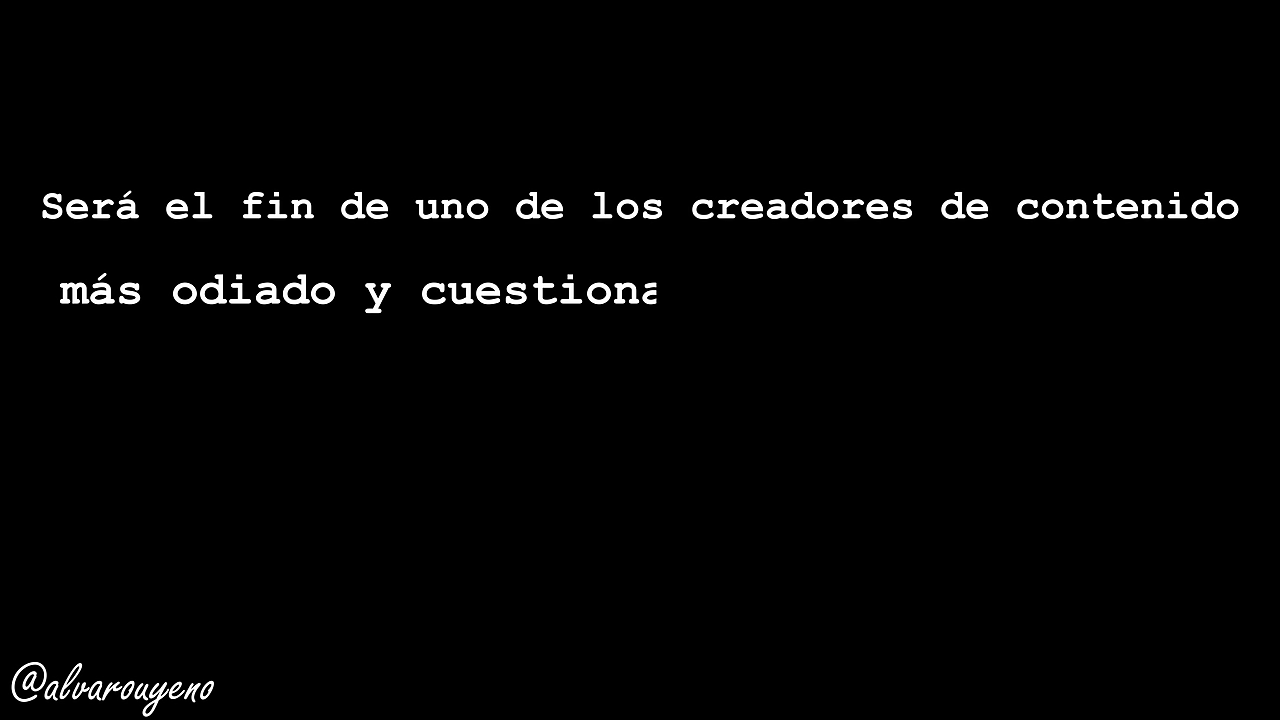 Será el fin de uno de los creadores de contenido
más odiado y cuestiona
@alvarouyeno